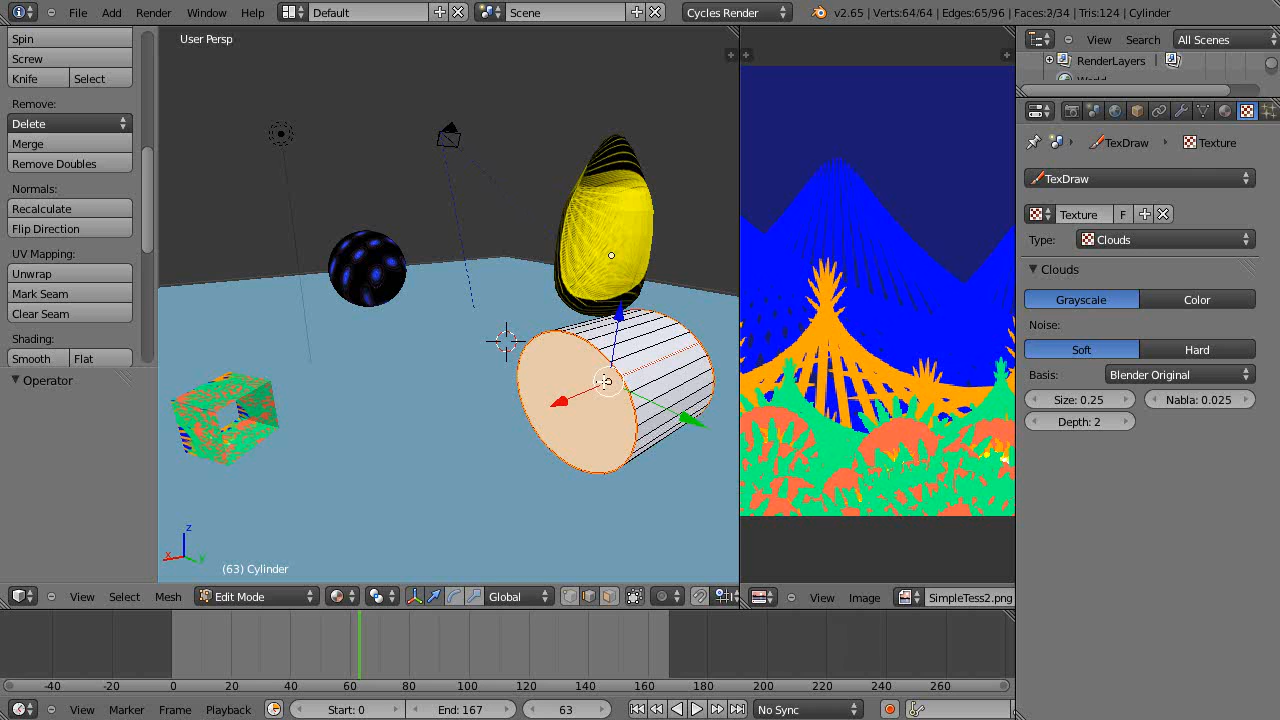 File Add Render Window Help Default Scene Cycles Render v2.65 | Verts:64/64 | Edges:65/96 | Faces:2/34 | Tris:124 | Cylinder
Spin
Screw
Knife Select
Remove:
Delete
Merge
Remove Doubles
Normals:
Recalculate
Flip Direction
UV Mapping:
Unwrap
Mark Seam
Clear Seam
Shading:
Smooth Flat
Operator
User Persp
x z y
(63) Cylinder
View Select Mesh Edit Mode Global
View Image SimpleTess2.png
View Search All Scenes
RenderLayers
TexDraw Texture
TexDraw
Texture F
Type: Clouds
Clouds
Grayscale Color
Noise:
Soft Hard
Basis: Blender Original
Size: 0.25 Nabla: 0.025
Depth: 2
-40 -20 0 20 40 60 80 100 120 140 160 180 200 220 240 260
View Marker Frame Playback Start: 0 End: 167 63 No Sync